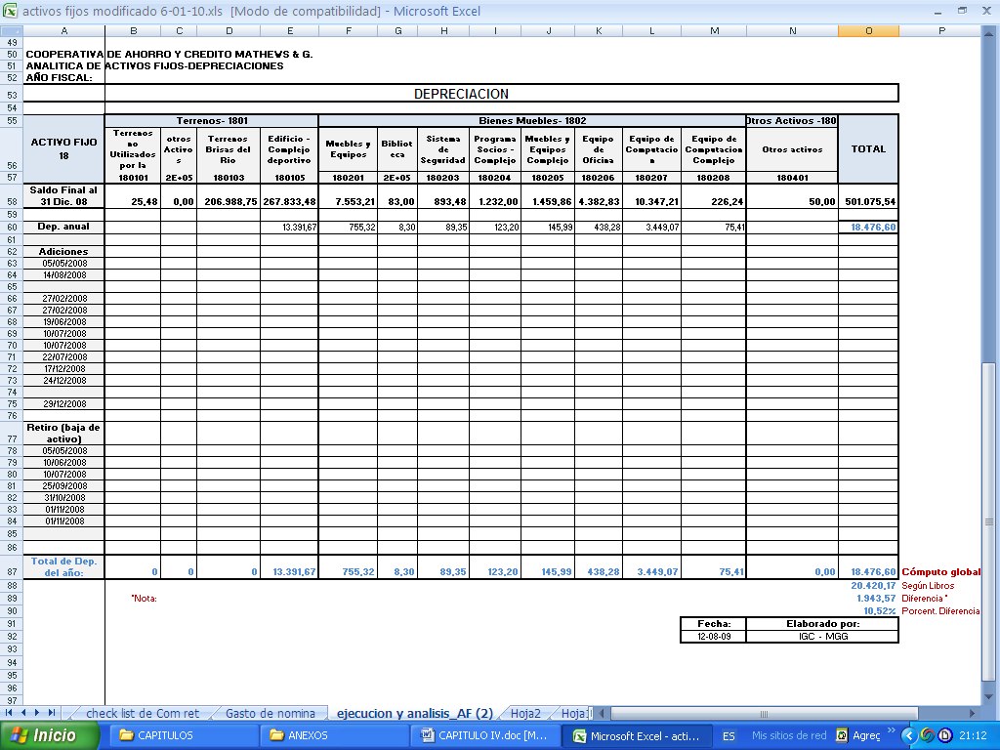 activos fijos modificado 6-01-10.xls [Modo de compatibilidad] - Microsoft Excel
A B C D E F G H I J K L M N O P
49
50 COOPERATIVA DE AHORRO Y CREDITO MATHEWS & G.
51 ANALITICA DE ACTIVOS FIJOS-DEPRECIACIONES
52 AÑO FISCAL:
53 DEPRECIACION
54
55 Terrenos- 1801 Bienes Muebles- 1802 Otros Activos -180
56 ACTIVO FIJO 18 Terrenos no Utilizados por la otros Activos Terrenos Brisas del Rio Edificio - Complejo deportivo Muebles y Equipos Biblioteca Sistema de Seguridad Programa Socios - Complejo Muebles y Equipos Complejo Equipo de Oficina Equipo de Computacion Equipo de Computacion Complejo Otros activos TOTAL
57 180101 2E+05 180103 180105 180201 2E+05 180203 180204 180205 180206 180207 180208 180401
58 Saldo Final al 31 Dic. 08 25,48 0,00 206.988,75 267.833,48 7.553,21 83,00 893,48 1.232,00 1.459,86 4.382,83 10.347,21 226,24 50,00 501.075,54
59
60 Dep. anual 13.391,67 755,32 8,30 89,35 123,20 145,99 438,28 3.449,07 75,41 18.476,60
61
62 Adiciones
63 05/05/2008
64 14/08/2008
65
66 27/02/2008
67 27/02/2008
68 19/06/2008
69 10/07/2008
70 10/07/2008
71 22/07/2008
72 17/12/2008
73 24/12/2008
74
75 29/12/2008
76
77 Retiro (baja de activo)
78 05/05/2008
79 10/06/2008
80 10/07/2008
81 25/09/2008
82 31/10/2008
83 01/11/2008
84 01/11/2008
85
86
87 Total de Dep. del año: 0 0 0 13.391,67 755,32 8,30 89,35 123,20 145,99 438,28 3.449,07 75,41 0,00 18.476,60 Cómputo global
88 20.420,17 Según Libros
89 "Nota: 1.943,57 Diferencia "
90 10,52% Porcent. Diferencia
91 Fecha: Elaborado por:
92 12-08-09 IGC - MGG
93
94
95
96
97
check list de Com ret Gasto de nomina ejecucion y analisis_AF (2) Hoja2 Hoja1
Inicio CAPITULOS ANEXOS CAPITULO IV.doc [M... Microsoft Excel - acti... ES Mis sitios de red Agreg » 21:12